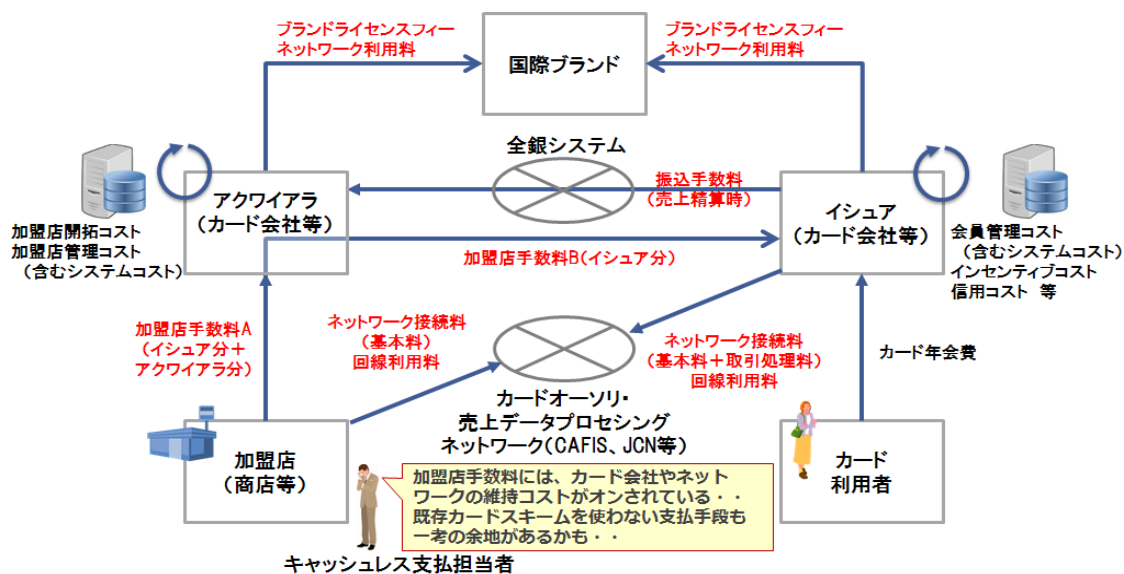 ブランドライセンスフィー
ネットワーク利用料
国際ブランド
ブランドライセンスフィー
ネットワーク利用料
全銀システム
アクワイアラ
（カード会社等）
振込手数料
（売上精算時）
イシュア
（カード会社等）
加盟店開拓コスト
加盟店管理コスト
（含むシステムコスト）
加盟店手数料B（イシュア分）
会員管理コスト
（含むシステムコスト）
インセンティブコスト
信用コスト 等
加盟店手数料A
（イシュア分＋
アクワイアラ分）
ネットワーク接続料
（基本料）
回線利用料
ネットワーク接続料
（基本料＋取引処理料）
回線利用料
カード年会費
カードオーソリ・
売上データプロセシング
ネットワーク（CAFIS、JCN等）
加盟店
（商店等）
カード
利用者
加盟店手数料には、カード会社やネット
ワークの維持コストがオンされている・・
既存カードスキームを使わない支払手段も
一考の余地があるかも・・
キャッシュレス支払担当者